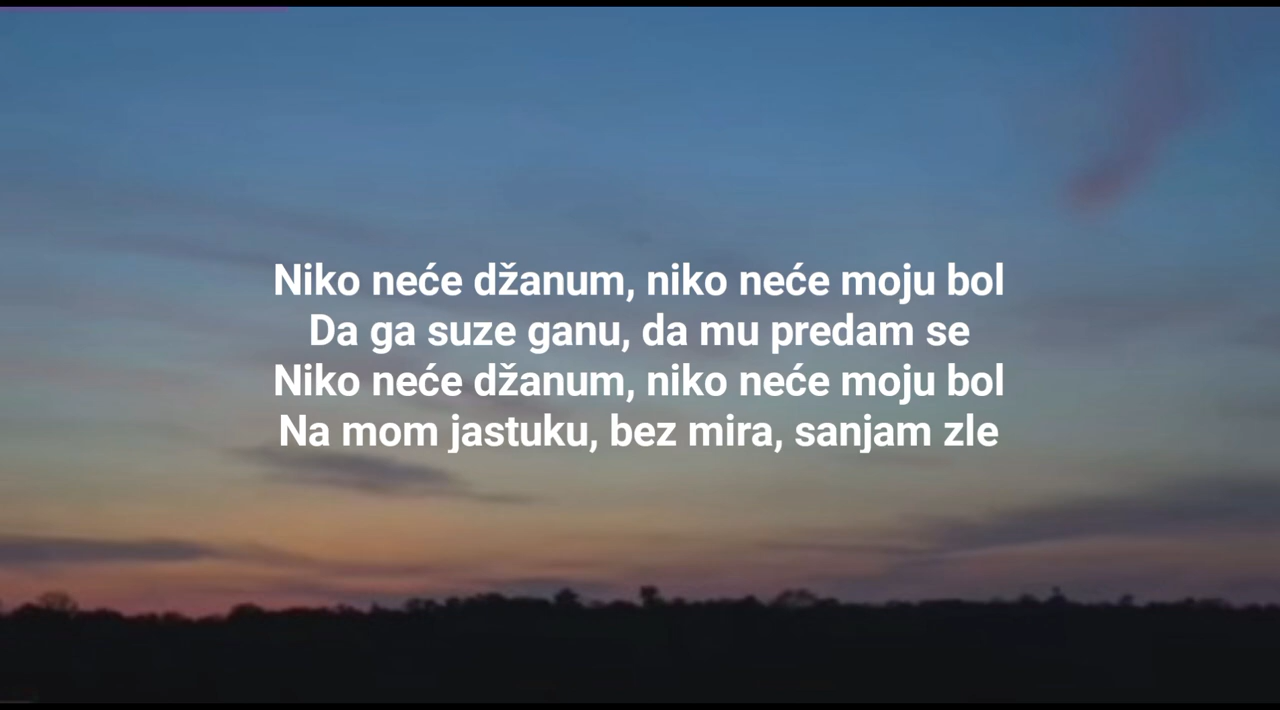 Niko neće džanum, niko neće moju bol
Da ga suze ganu, da mu predam se
Niko neće džanum, niko neće moju bol
Na mom jastuku, bez mira, sanjam zle